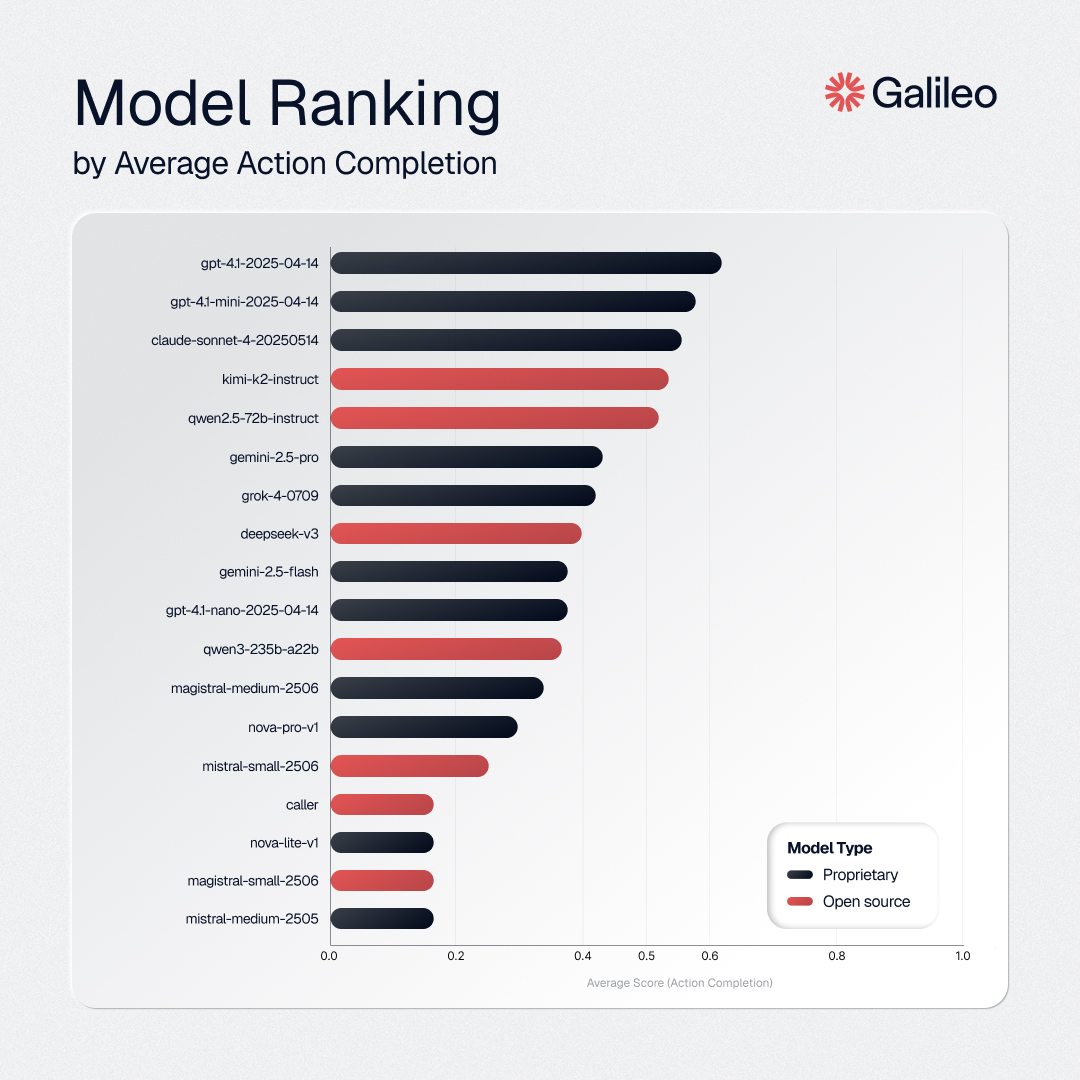 Model Ranking
Galileo
by Average Action Completion
gpt-4.1-2025-04-14
gpt-4.1-mini-2025-04-14
claude-sonnet-4-20250514
kimi-k2-instruct
qwen2.5-72b-instruct
gemini-2.5-pro
grok-4-0709
deepseek-v3
gemini-2.5-flash
gpt-4.1-nano-2025-04-14
qwen3-235b-a22b
magistral-medium-2506
nova-pro-v1
mistral-small-2506
caller
nova-lite-v1
magistral-small-2506
mistral-medium-2505
Model Type
Proprietary
Open source
0.0 0.2 0.4 0.5 0.6 0.8 1.0
Average Score (Action Completion)